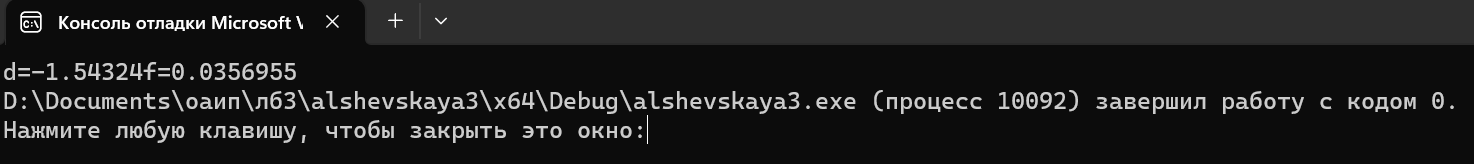 Консоль отладки Microsoft V
d=-1.54324f=0.0356955
D:\Documents\оаип\лб3\alshevskaya3\x64\Debug\alshevskaya3.exe (процесс 10092) завершил работу с кодом 0.
Нажмите любую клавишу, чтобы закрыть это окно: